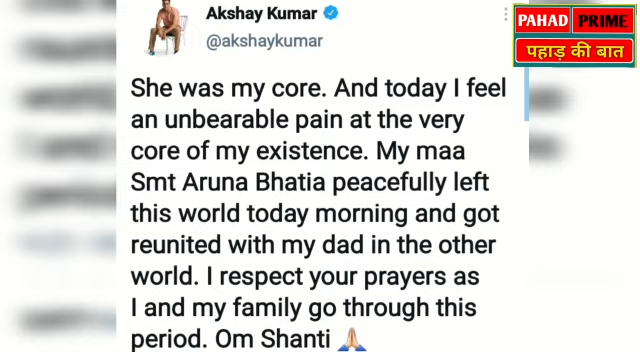 Akshay Kumar
@akshaykumar
PAHAD PRIME
पहाड़ की बात
She was my core. And today I feel
an unbearable pain at the very
core of my existence. My maa
Smt Aruna Bhatia peacefully left
this world today morning and got
reunited with my dad in the other
world. I respect your prayers as
I and my family go through this
period. Om Shanti 🙏🏻